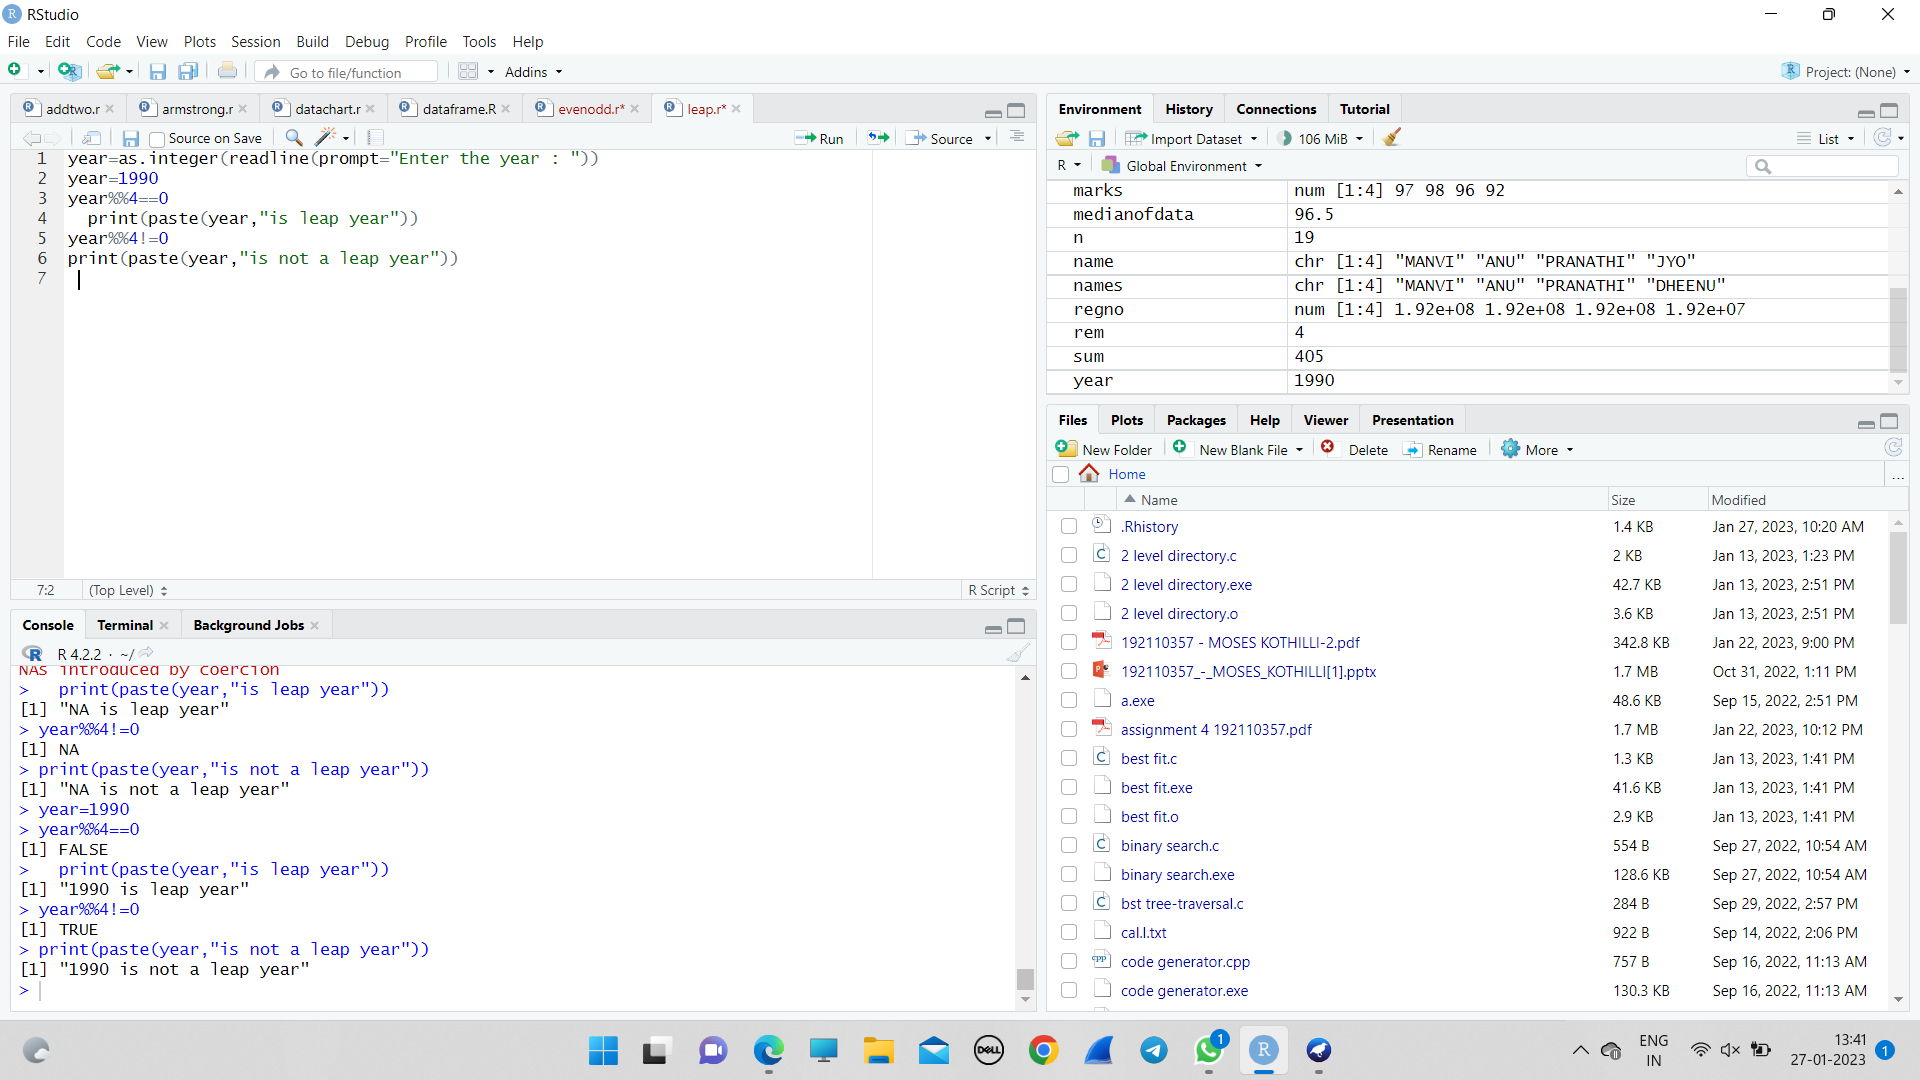 RStudio
File Edit Code View Plots Session Build Debug Profile Tools Help
Go to file/function Addins Project: (None)
addtwo.r armstrong.r datachart.r dataframe.R evenodd.r* leap.r*
Source on Save Run Source
1 year=as.integer(readline(prompt="Enter the year : "))
2 year=1990
3 year%%4==0
4 print(paste(year,"is leap year"))
5 year%%4!=0
6 print(paste(year,"is not a leap year"))
7
7:2 (Top Level) R Script
Console Terminal Background Jobs
R 4.2.2 · ~/
NAs introduced by coercion
> print(paste(year,"is leap year"))
[1] "NA is leap year"
> year%%4!=0
[1] NA
> print(paste(year,"is not a leap year"))
[1] "NA is not a leap year"
> year=1990
> year%%4==0
[1] FALSE
> print(paste(year,"is leap year"))
[1] "1990 is leap year"
> year%%4!=0
[1] TRUE
> print(paste(year,"is not a leap year"))
[1] "1990 is not a leap year"
>
Environment History Connections Tutorial
Import Dataset 106 MiB List
R Global Environment
marks num [1:4] 97 98 96 92
medianofdata 96.5
n 19
name chr [1:4] "MANVI" "ANU" "PRANATHI" "JYO"
names chr [1:4] "MANVI" "ANU" "PRANATHI" "DHEENU"
regno num [1:4] 1.92e+08 1.92e+08 1.92e+08 1.92e+07
rem 4
sum 405
year 1990
Files Plots Packages Help Viewer Presentation
New Folder New Blank File Delete Rename More
Home ...
Name Size Modified
.Rhistory 1.4 KB Jan 27, 2023, 10:20 AM
2 level directory.c 2 KB Jan 13, 2023, 1:23 PM
2 level directory.exe 42.7 KB Jan 13, 2023, 2:51 PM
2 level directory.o 3.6 KB Jan 13, 2023, 2:51 PM
192110357 - MOSES KOTHILLI-2.pdf 342.8 KB Jan 22, 2023, 9:00 PM
192110357_-_MOSES_KOTHILLI[1].pptx 1.7 MB Oct 31, 2022, 1:11 PM
a.exe 48.6 KB Sep 15, 2022, 2:51 PM
assignment 4 192110357.pdf 1.7 MB Jan 22, 2023, 10:12 PM
best fit.c 1.3 KB Jan 13, 2023, 1:41 PM
best fit.exe 41.6 KB Jan 13, 2023, 1:41 PM
best fit.o 2.9 KB Jan 13, 2023, 1:41 PM
binary search.c 554 B Sep 27, 2022, 10:54 AM
binary search.exe 128.6 KB Sep 27, 2022, 10:54 AM
bst tree-traversal.c 284 B Sep 29, 2022, 2:57 PM
cal.l.txt 922 B Sep 14, 2022, 2:06 PM
code generator.cpp 757 B Sep 16, 2022, 11:13 AM
code generator.exe 130.3 KB Sep 16, 2022, 11:13 AM
DELL 1 R ENG 13:41
IN 27-01-2023 1